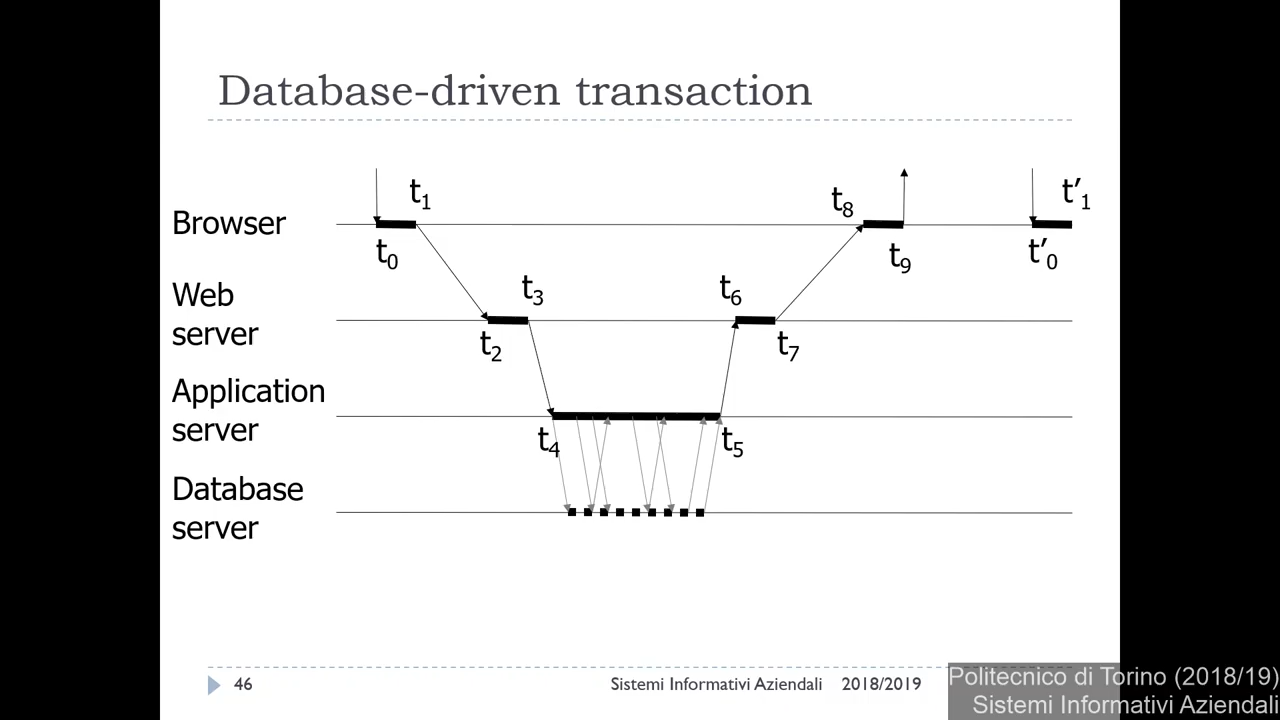 Database-driven transaction
t1
t8
t'1
Browser
t0
t9
t'0
Web
server
t3
t6
t2
t7
Application
server
t4
t5
Database
server
46
Sistemi Informativi Aziendali 2018/2019
Politecnico di Torino (2018/19)
Sistemi Informativi Aziendali